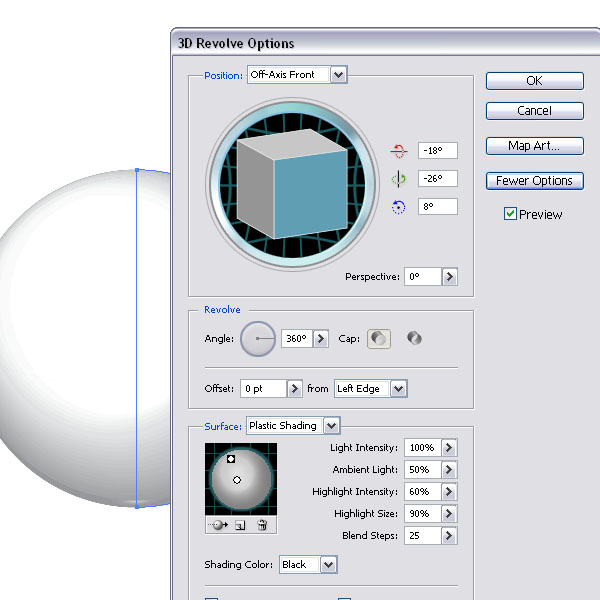 3D Revolve Options
Position: Off-Axis Front
OK
Cancel
Map Art...
Fewer Options
Preview
-18°
-26°
8°
Perspective: 0°
Revolve
Angle: 360° Cap:
Offset: 0 pt from Left Edge
Surface: Plastic Shading
Light Intensity: 100%
Ambient Light: 50%
Highlight Intensity: 60%
Highlight Size: 90%
Blend Steps: 25
Shading Color: Black